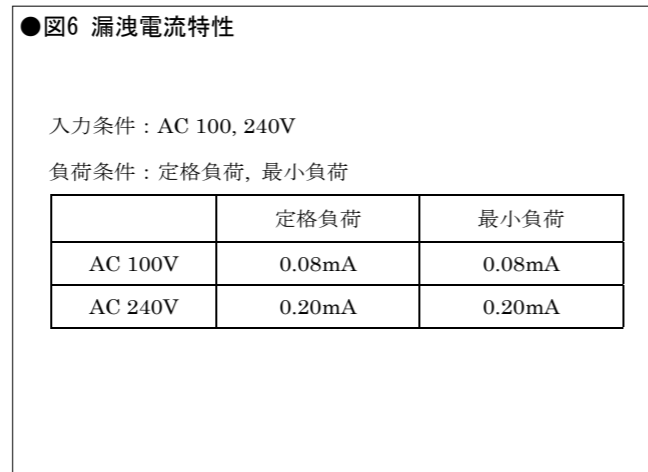 ●図6 漏洩電流特性
入力条件：AC 100, 240V
負荷条件：定格負荷, 最小負荷
定格負荷 最小負荷
AC 100V 0.08mA 0.08mA
AC 240V 0.20mA 0.20mA